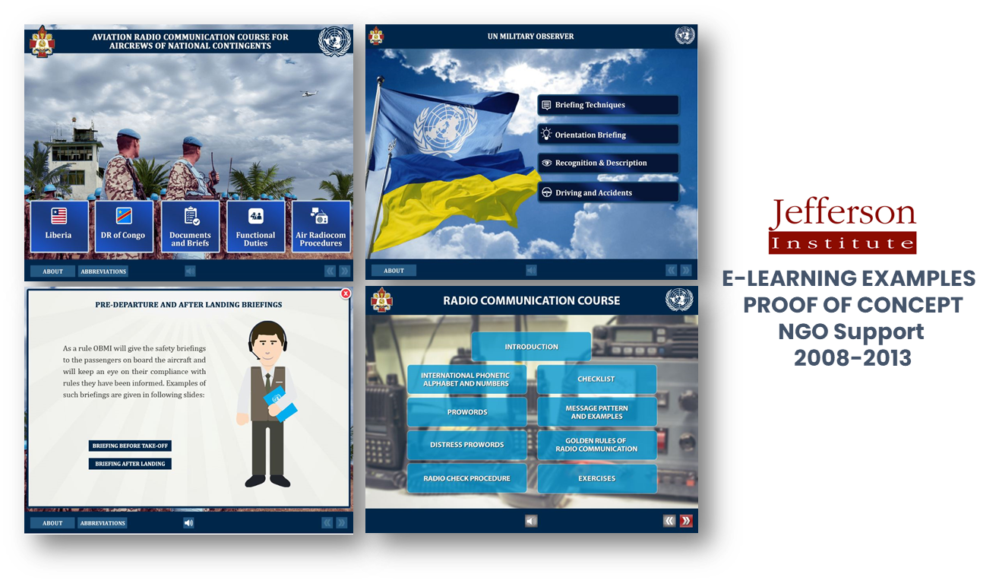 AVIATION RADIO COMMUNICATION COURSE FOR
AIRCREWS OF NATIONAL CONTINGENTS
Liberia
DR of Congo
Documents
and Briefs
Functional
Duties
Air Radiocom
Procedures
ABOUT
ABBREVIATIONS
UN MILITARY OBSERVER
Briefing Techniques
Orientation Briefing
Recognition & Description
Driving and Accidents
ABOUT
PRE-DEPARTURE AND AFTER LANDING BRIEFINGS
As a rule OBMI will give the safety briefings
to the passengers on board the aircraft and
will keep an eye on their compliance with
rules they have been informed. Examples of
such briefings are given in following slides:
BRIEFING BEFORE TAKE-OFF
BRIEFING AFTER LANDING
ABOUT
ABBREVIATIONS
RADIO COMMUNICATION COURSE
INTRODUCTION
INTERNATIONAL PHONETIC
ALPHABET AND NUMBERS
CHECKLIST
PROWORDS
MESSAGE PATTERN
AND EXAMPLES
DISTRESS PROWORDS
GOLDEN RULES OF
RADIO COMMUNICATION
RADIO CHECK PROCEDURE
EXERCISES
Jefferson
Institute
E-LEARNING EXAMPLES
PROOF OF CONCEPT
NGO Support
2008-2013